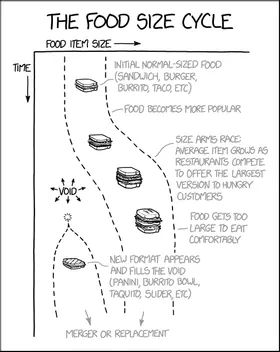 THE FOOD SIZE CYCLE
FOOD ITEM SIZE
TIME
INITIAL NORMAL-SIZED FOOD
(SANDWICH, BURGER,
BURRITO, TACO, ETC)
FOOD BECOMES MORE POPULAR
SIZE ARMS RACE:
AVERAGE ITEM GROWS AS
RESTAURANTS COMPETE
TO OFFER THE LARGEST
VERSION TO HUNGRY
CUSTOMERS
VOID
FOOD GETS TOO
LARGE TO EAT
COMFORTABLY
NEW FORMAT APPEARS
AND FILLS THE VOID
(PANINI, BURRITO BOWL,
TAQUITO, SLIDER, ETC)
MERGER OR REPLACEMENT